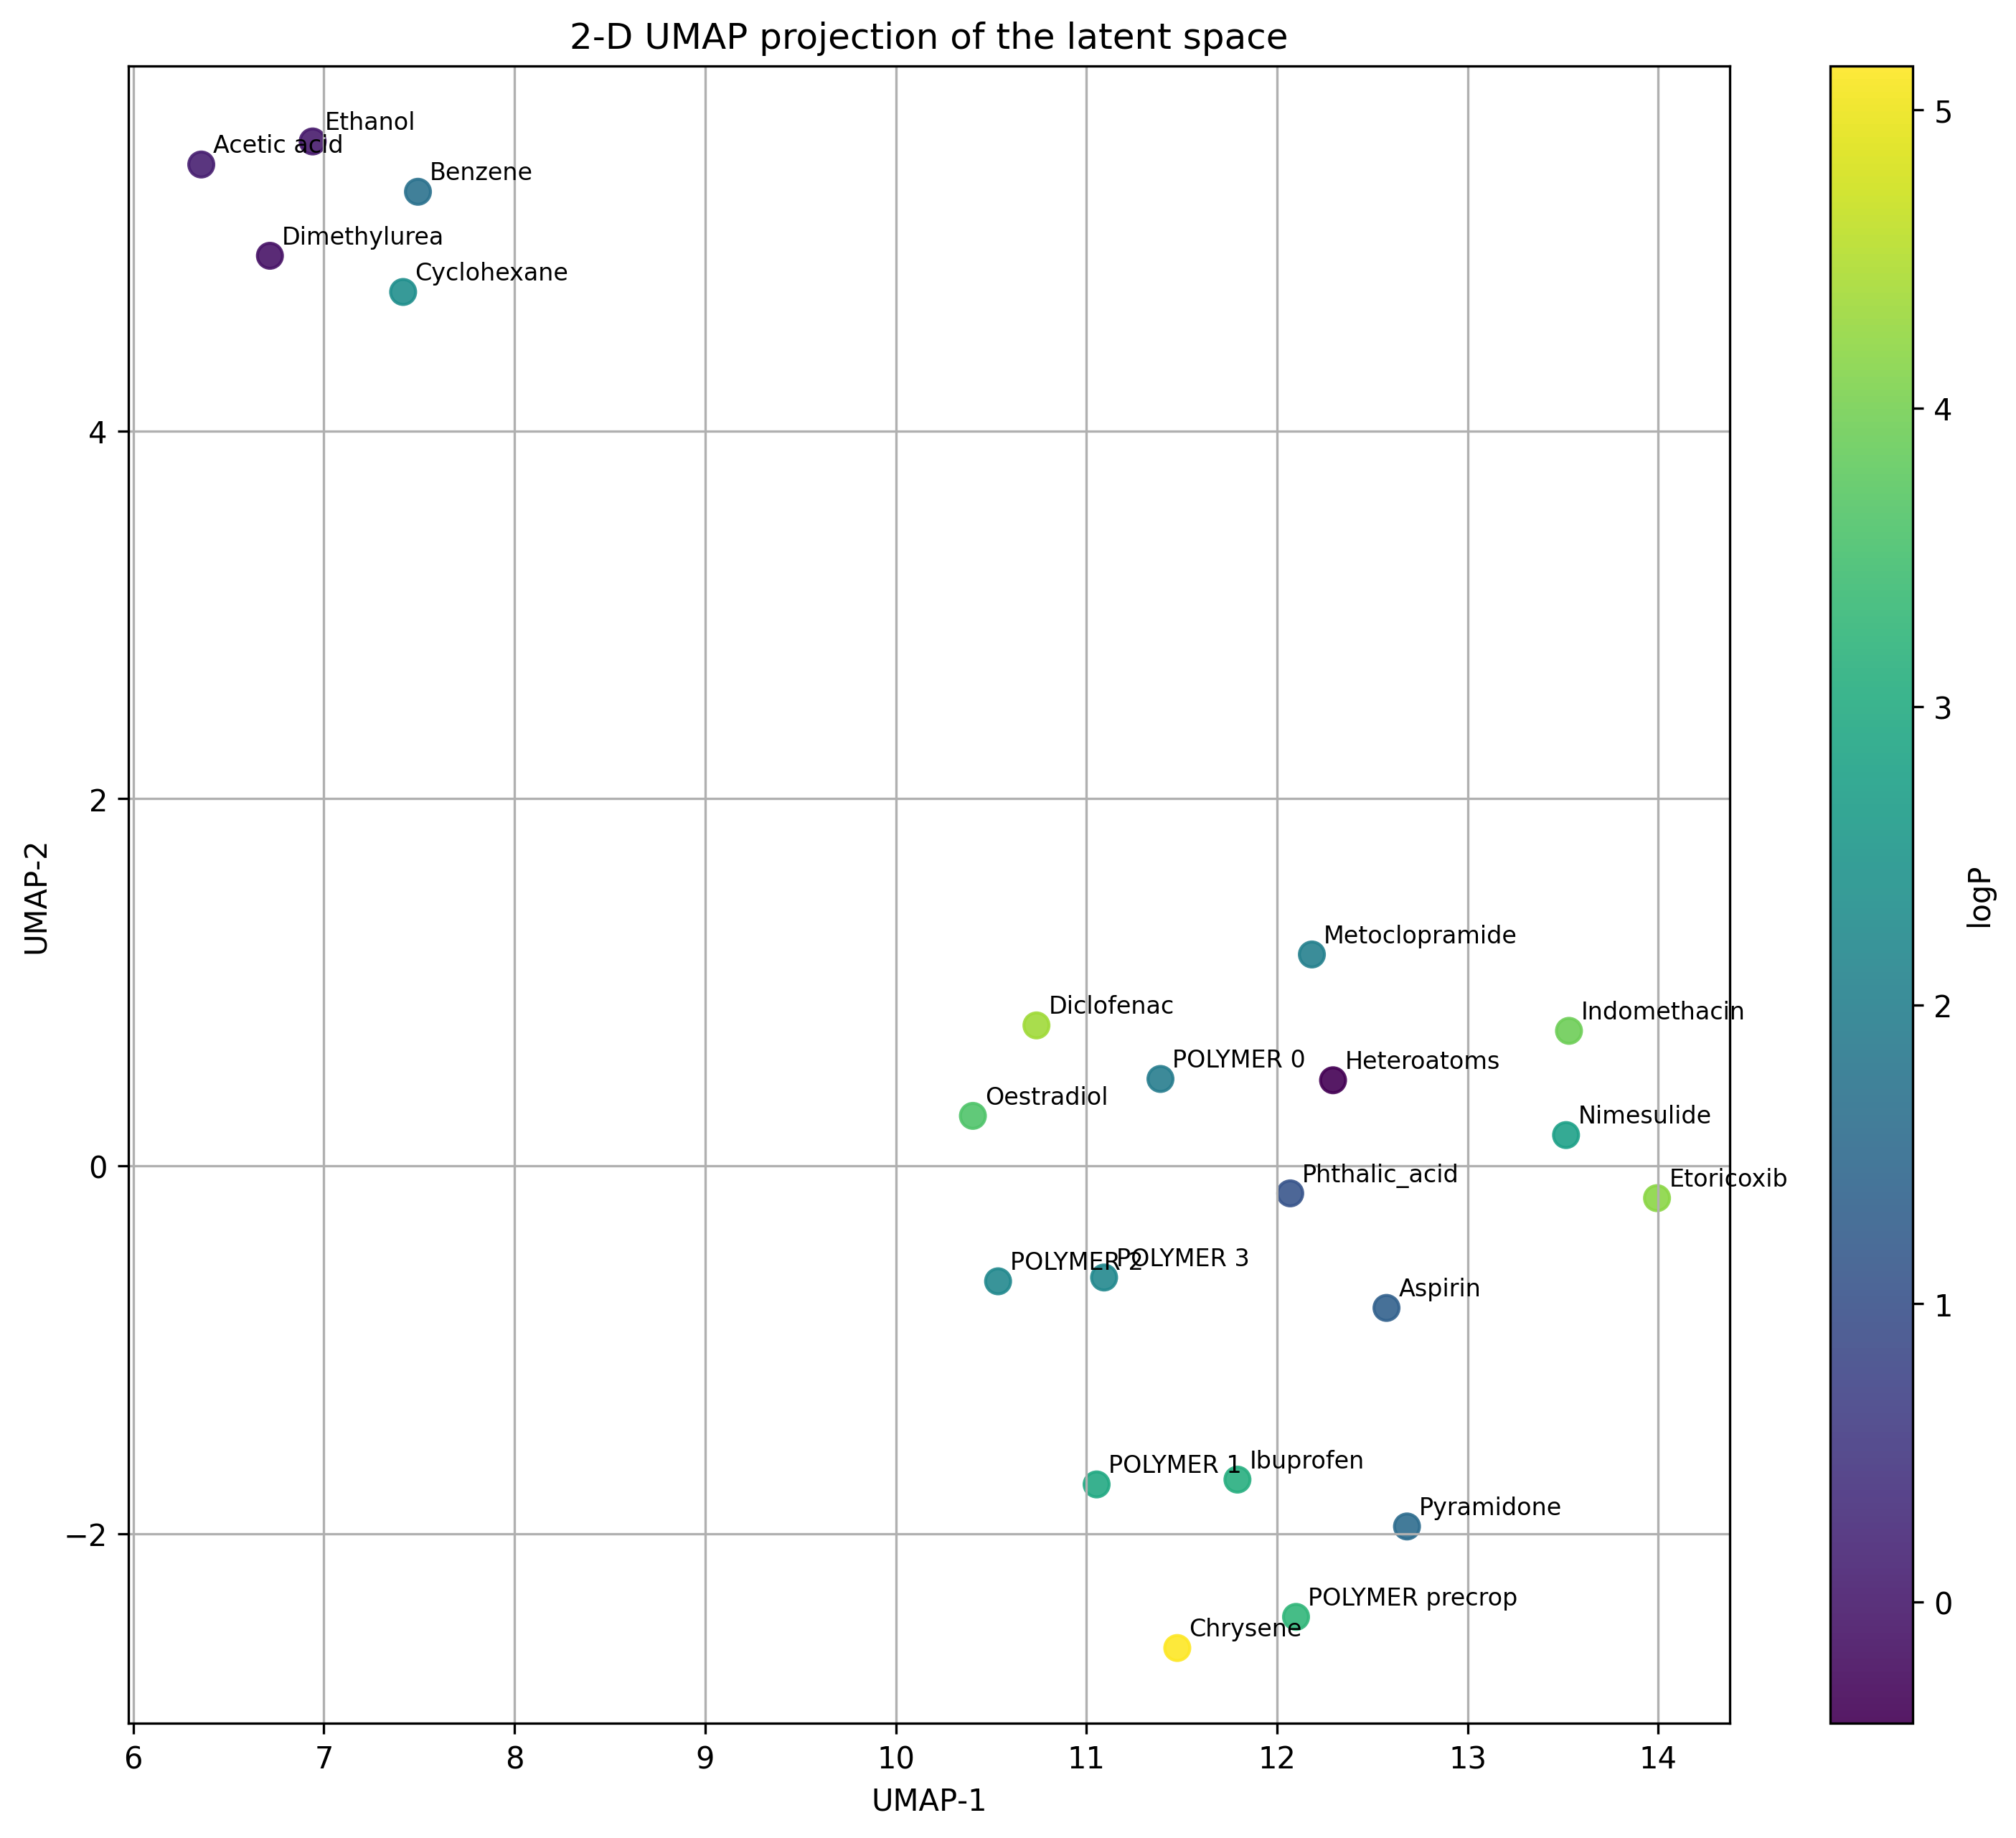 2-D UMAP projection of the latent space
Ethanol
Acetic acid
Benzene
Dimethylurea
Cyclohexane
Metoclopramide
Diclofenac
Indomethacin
POLYMER 0
Heteroatoms
Oestradiol
Nimesulide
Phthalic_acid
Etoricoxib
POLYMER 2
POLYMER 3
Aspirin
POLYMER 1
Ibuprofen
Pyramidone
POLYMER precrop
Chrysene
4
2
0
−2
UMAP-2
6 7 8 9 10 11 12 13 14
UMAP-1
5
4
3
2
1
0
logP